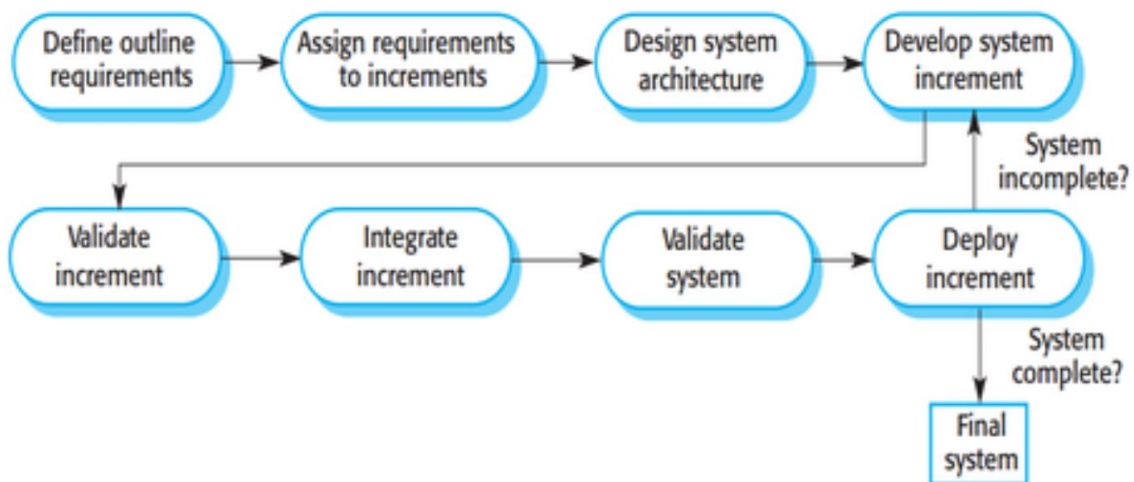 Define outline
requirements
Assign requirements
to increments
Design system
architecture
Develop system
increment
System
incomplete?
Validate
increment
Integrate
increment
Validate
system
Deploy
increment
System
complete?
Final
system